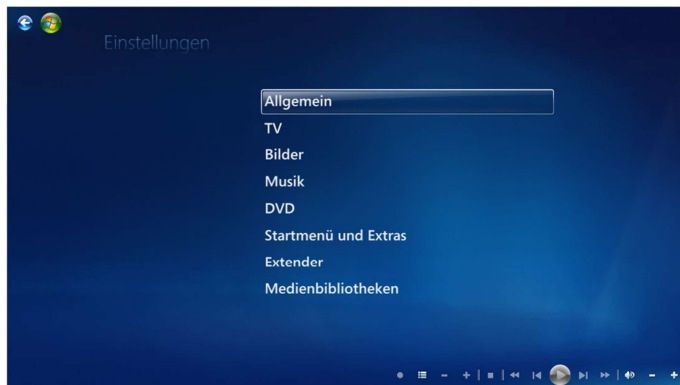 Einstellungen
Allgemein
TV
Bilder
Musik
DVD
Startmenü und Extras
Extender
Medienbibliotheken